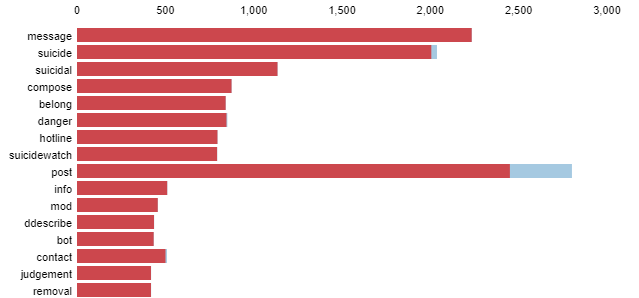 0 500 1,000 1,500 2,000 2,500 3,000
message
suicide
suicidal
compose
belong
danger
hotline
suicidewatch
post
info
mod
ddescribe
bot
contact
judgement
removal